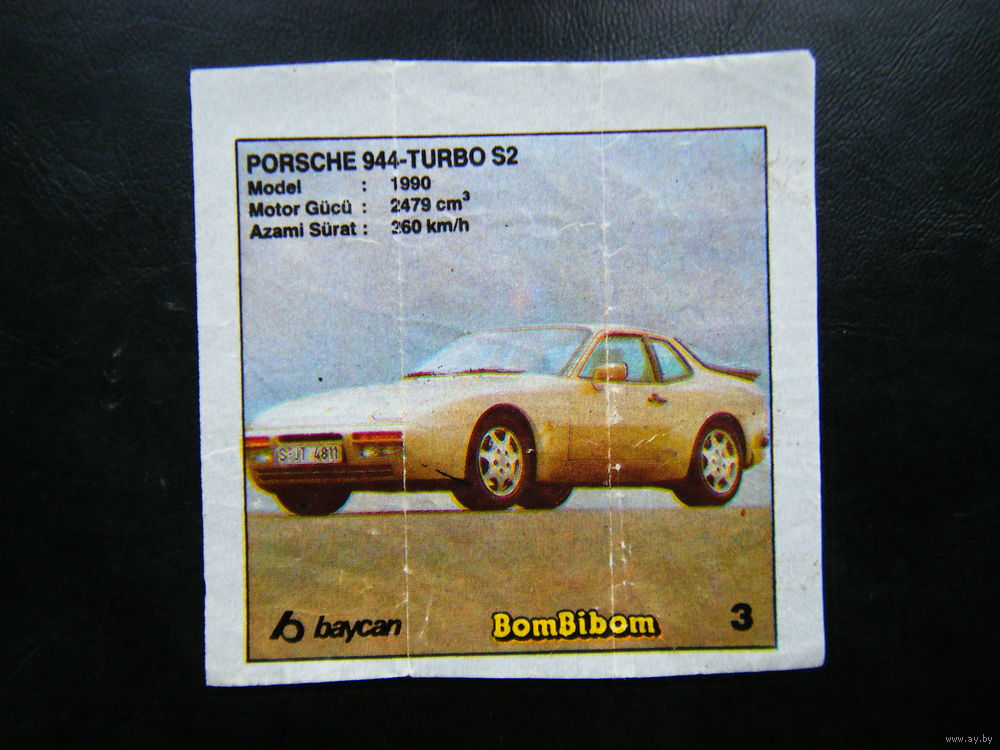 PORSCHE 944-TURBO S2
Model : 1990
Motor Gücü : 2479 cm³
Azami Sürat : 260 km/h
S·JT 4811
baycan
BomBibom
3
www.ay.by